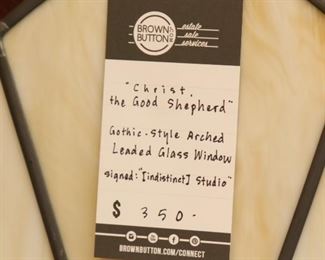 BROWN
BUTTON
estate
sale
services
"Christ,
the Good Shepherd"
Gothic-Style Arched
Leaded Glass Window
signed: "[indistinct] Studio"
$ 350-
BROWNBUTTON.COM/CONNECT